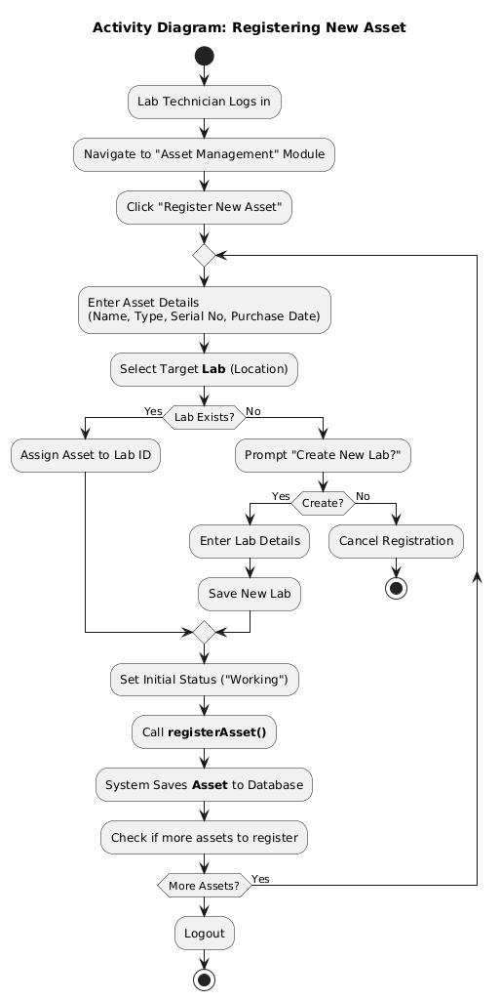 Activity Diagram: Registering New Asset
Lab Technician Logs in
Navigate to "Asset Management" Module
Click "Register New Asset"
Enter Asset Details
(Name, Type, Serial No, Purchase Date)
Select Target Lab (Location)
Yes
Lab Exists?
No
Assign Asset to Lab ID
Prompt "Create New Lab?"
Yes
Create?
No
Enter Lab Details
Cancel Registration
Save New Lab
Set Initial Status ("Working")
Call registerAsset()
System Saves Asset to Database
Check if more assets to register
More Assets?
Yes
Logout